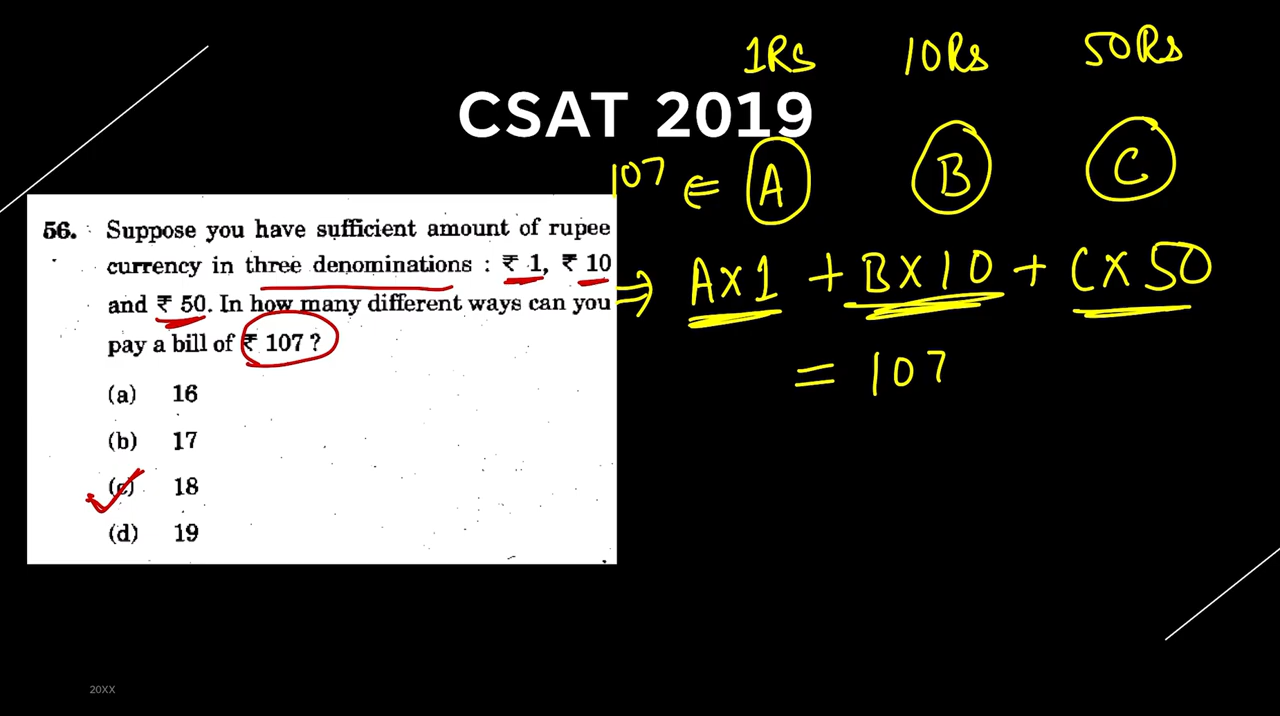 1Rs 10Rs 50Rs
CSAT 2019
107 ∈ A B C
56. Suppose you have sufficient amount of rupee
currency in three denominations : ₹ 1, ₹ 10
and ₹ 50. In how many different ways can you
pay a bill of ₹ 107 ?
(a) 16
(b) 17
(c) 18
(d) 19
⇒ A×1 + B×10 + C×50
= 107
20XX